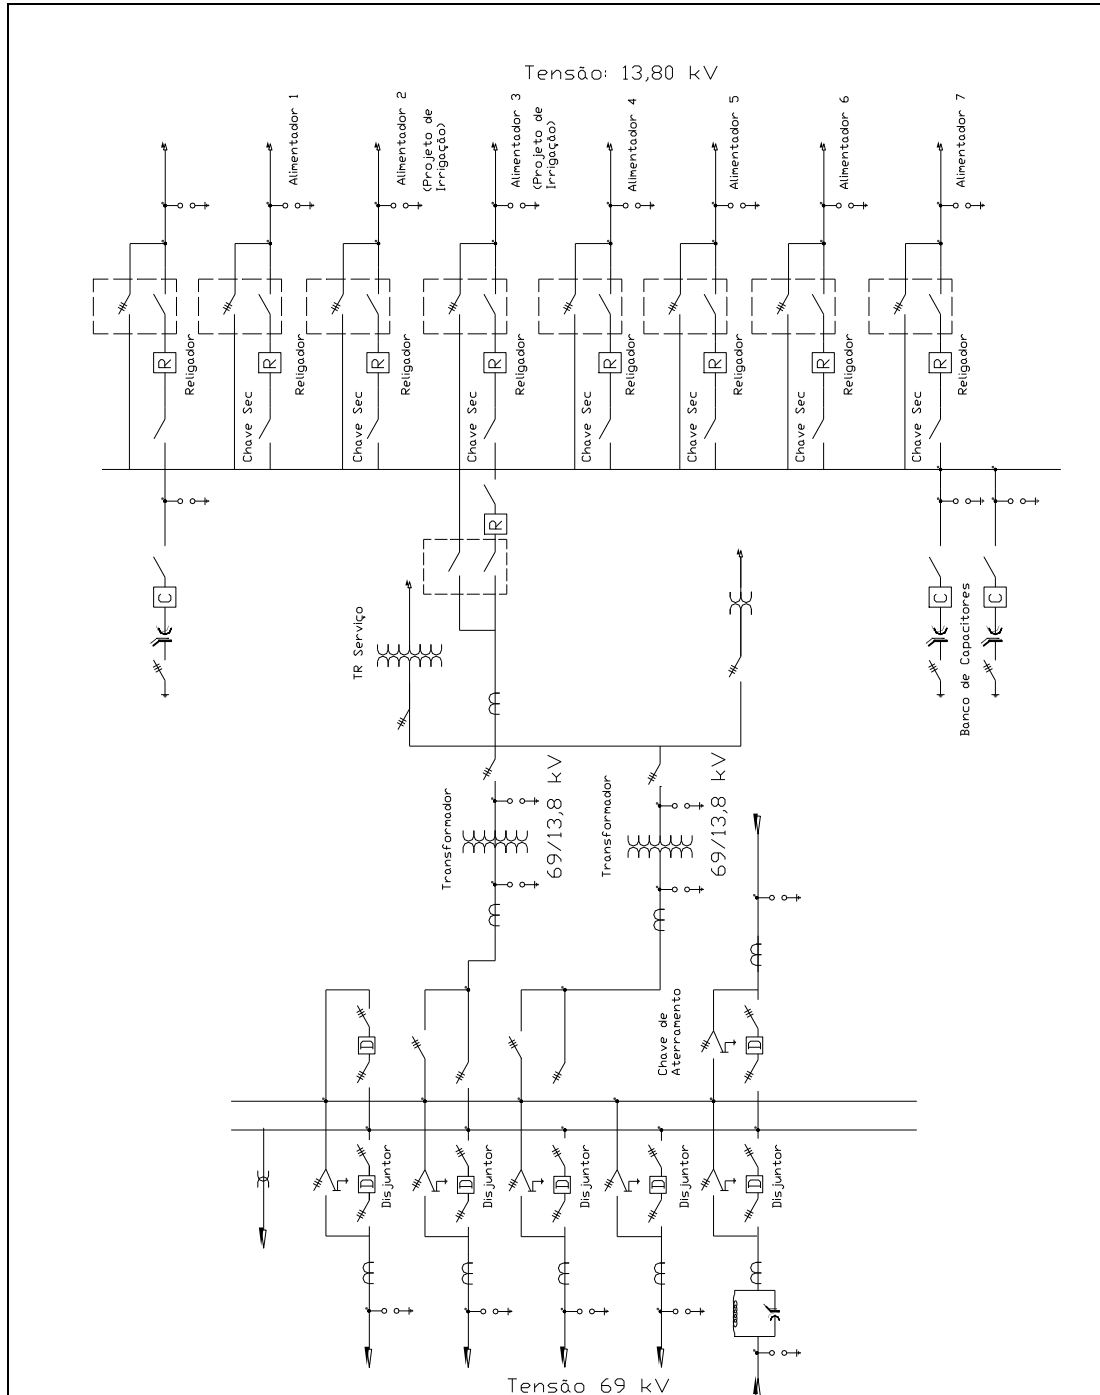 Tensão: 13,80 kV
Alimentador 1
Alimentador 2
(Projeto de
Irrigação)
Alimentador 3
(Projeto de
Irrigação)
Alimentador 4
Alimentador 5
Alimentador 6
Alimentador 7
R
R
R
R
R
R
R
R
Religador
Religador
Religador
Religador
Religador
Religador
Religador
Religador
Chave Sec
Chave Sec
Chave Sec
Chave Sec
Chave Sec
Chave Sec
Chave Sec
R
C
C
C
TR Serviço
Banco de Capacitores
Transformador
69/13,8 kV
Transformador
69/13,8 kV
Chave de
Aterramento
D
D
D
D
D
D
D
Disjuntor
Disjuntor
Disjuntor
Disjuntor
Disjuntor
Tensão 69 kV